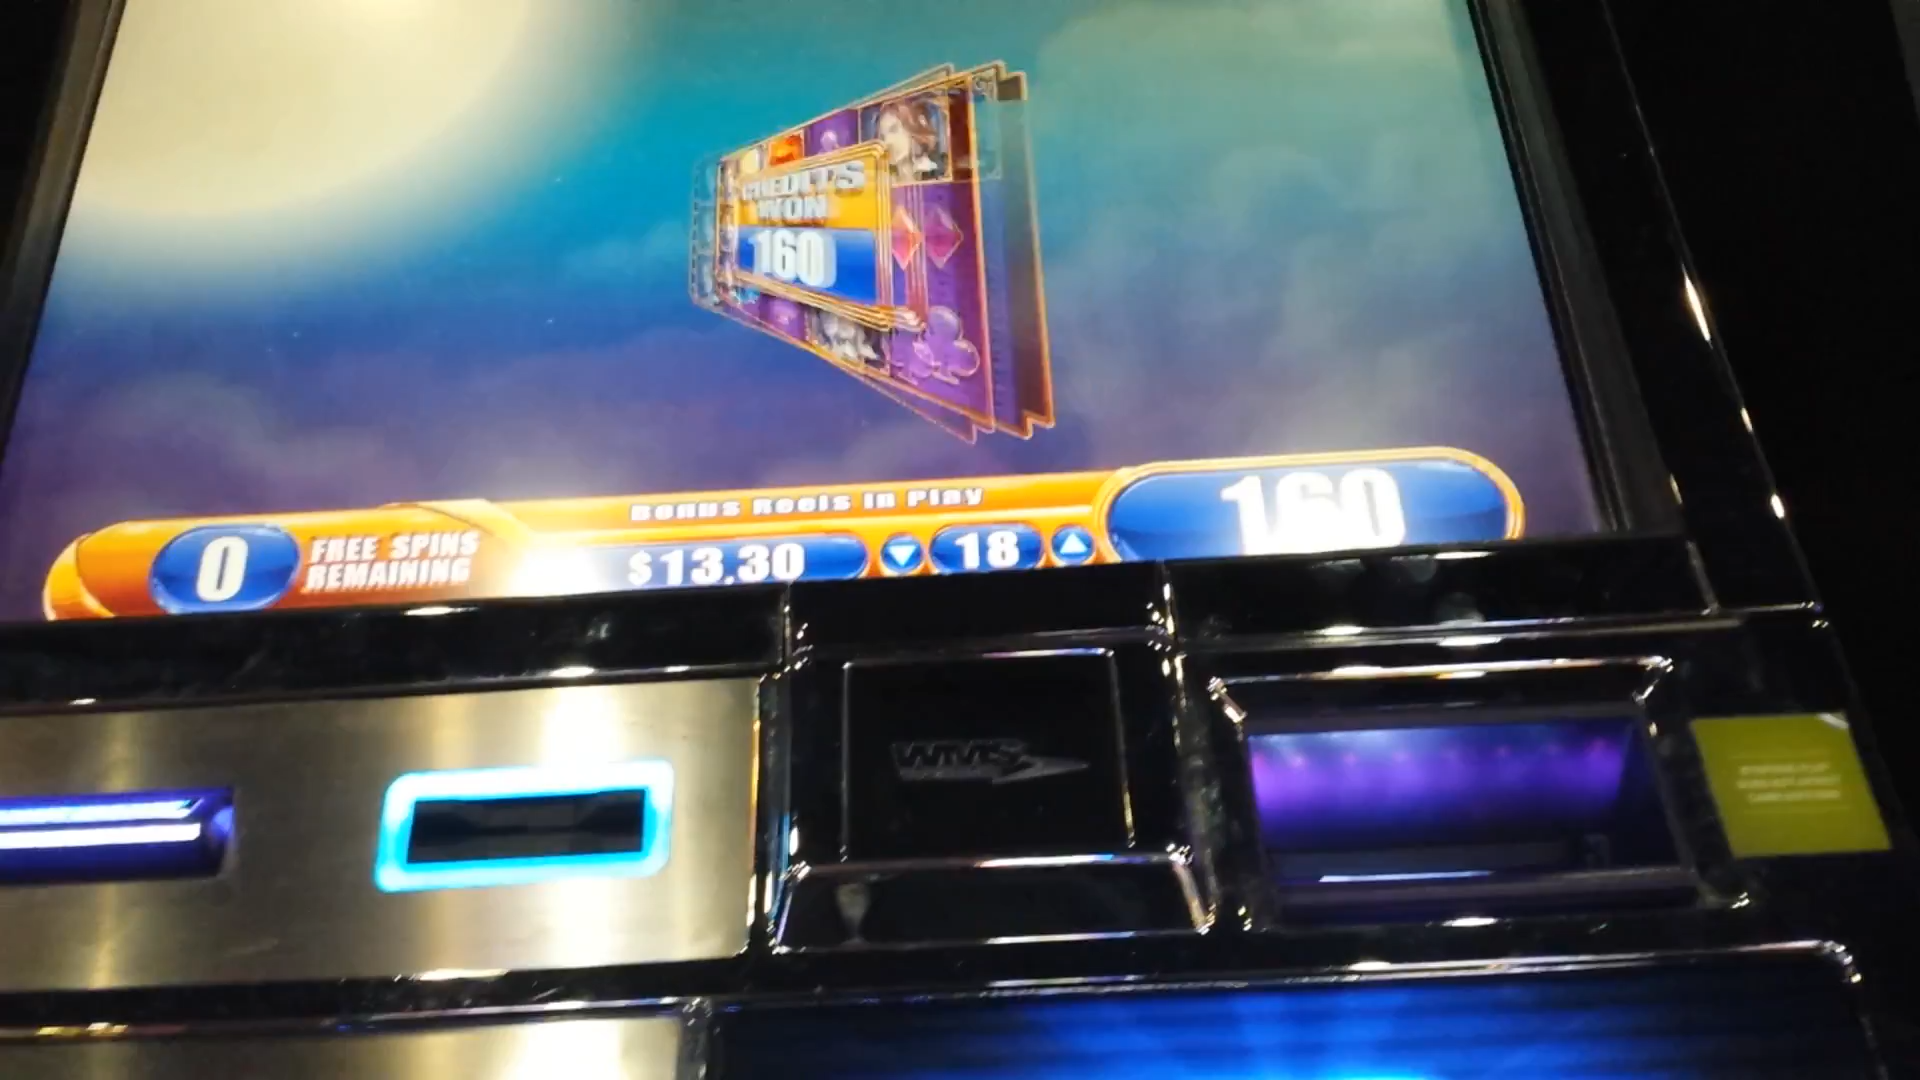 CREDITS
WON
160
Bonus Reels In Play
0
FREE SPINS
REMAINING
$13.30
18
160
WMS